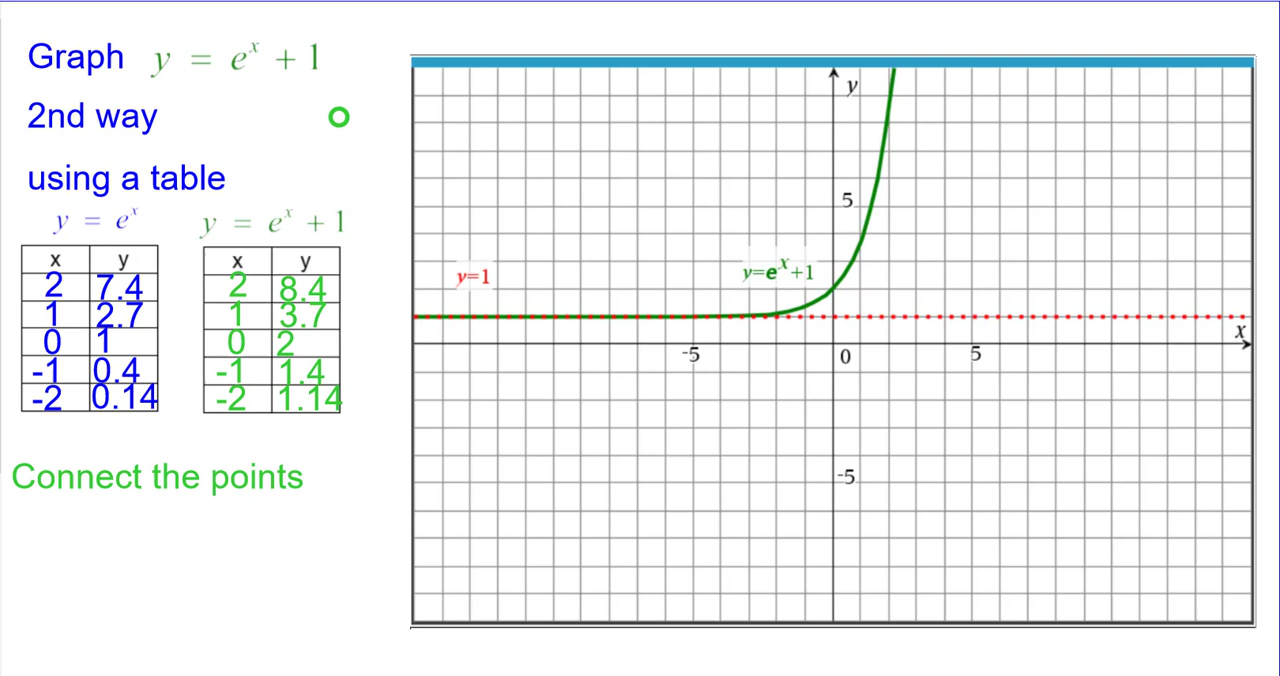 Graph y = e^x + 1
2nd way
using a table
y = e^x
x y
2 7.4
1 2.7
0 1
-1 0.4
-2 0.14
y = e^x + 1
x y
2 8.4
1 3.7
0 2
-1 1.4
-2 1.14
Connect the points
y
5
y=1
y=e^x+1
x
-5 0 5
-5